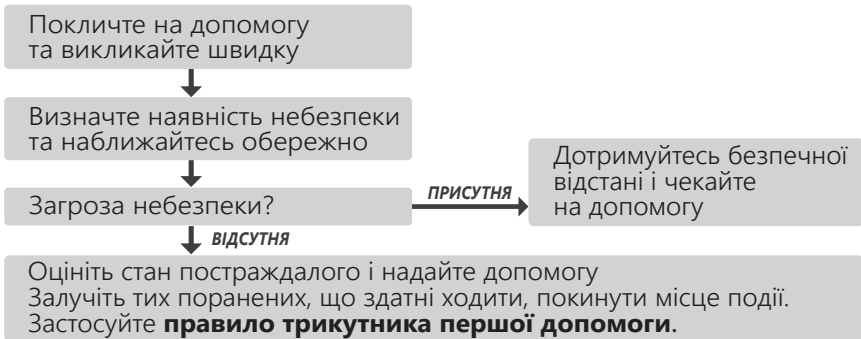 Покличте на допомогу
та викликайте швидку
Визначте наявність небезпеки
та наближайтесь обережно
Загроза небезпеки?
ПРИСУТНЯ
Дотримуйтесь безпечної
відстані і чекайте
на допомогу
ВІДСУТНЯ
Оцініть стан постраждалого і надайте допомогу
Залучіть тих поранених, що здатні ходити, покинути місце події.
Застосуйте правило трикутника першої допомоги.